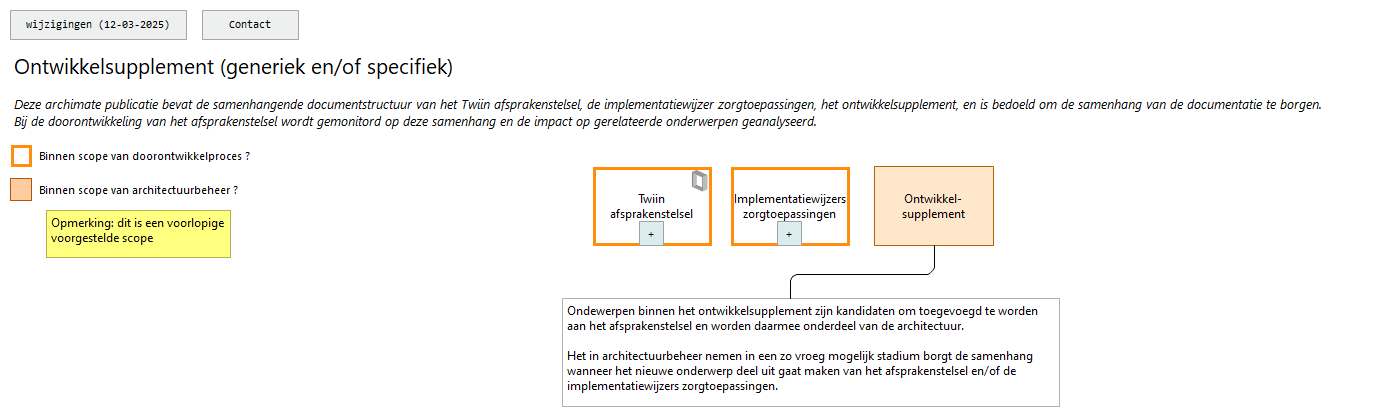 wijzigingen (12-03-2025)
Contact
Ontwikkelsupplement (generiek en/of specifiek)
Deze archimate publicatie bevat de samenhangende documentstructuur van het Twiin afsprakenstelsel, de implementatiewijzer zorgtoepassingen, het ontwikkelsupplement, en is bedoeld om de samenhang van de documentatie te borgen.
Bij de doorontwikkeling van het afsprakenstelsel wordt gemonitord op deze samenhang en de impact op gerelateerde onderwerpen geanalyseerd.
Binnen scope van doorontwikkelproces ?
Binnen scope van architectuurbeheer ?
Opmerking: dit is een voorlopige
voorgestelde scope
Twiin
afsprakenstelsel
+
Implementatiewijzers
zorgtoepassingen
+
Ontwikkel-
supplement
Ondewerpen binnen het ontwikkelsupplement zijn kandidaten om toegevoegd te worden
aan het afsprakenstelsel en worden daarmee onderdeel van de architectuur.
Het in architectuurbeheer nemen in een zo vroeg mogelijk stadium borgt de samenhang
wanneer het nieuwe onderwerp deel uit gaat maken van het afsprakenstelsel en/of de
implementatiewijzers zorgtoepassingen.